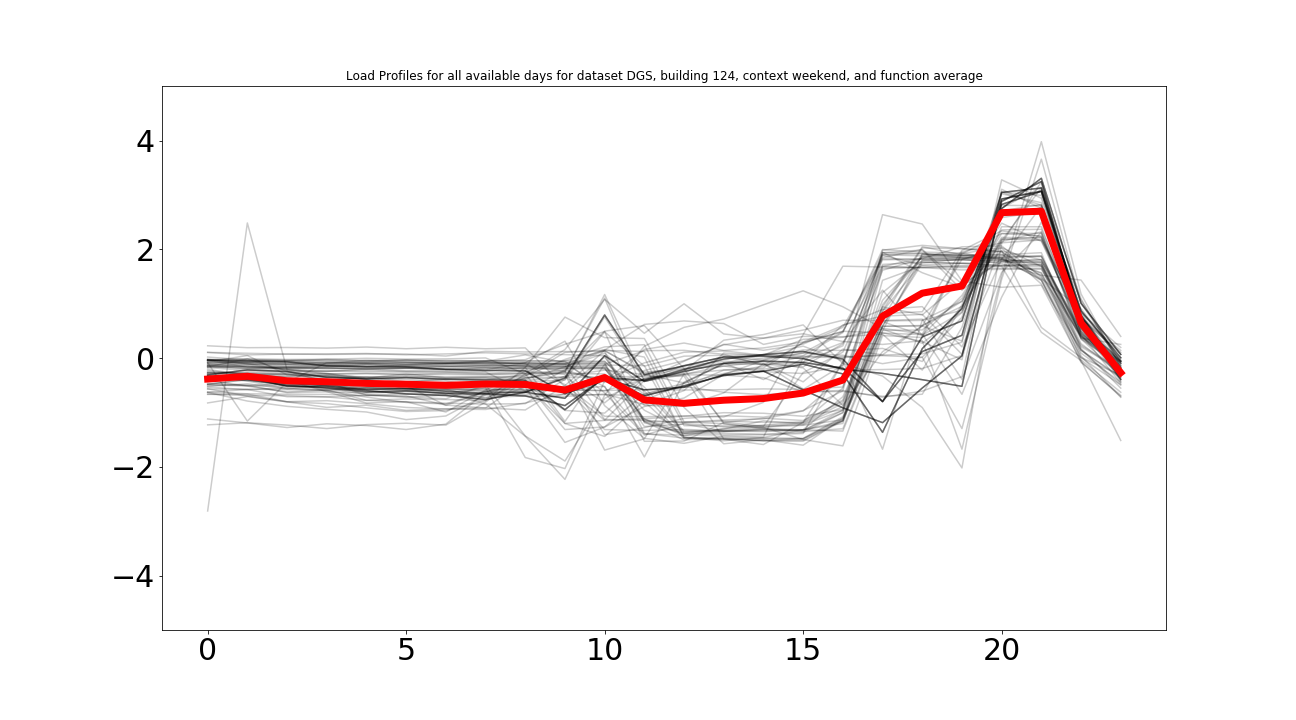 Load Profiles for all available days for dataset DGS, building 124, context weekend, and function average
4
2
0
−2
−4
0 5 10 15 20